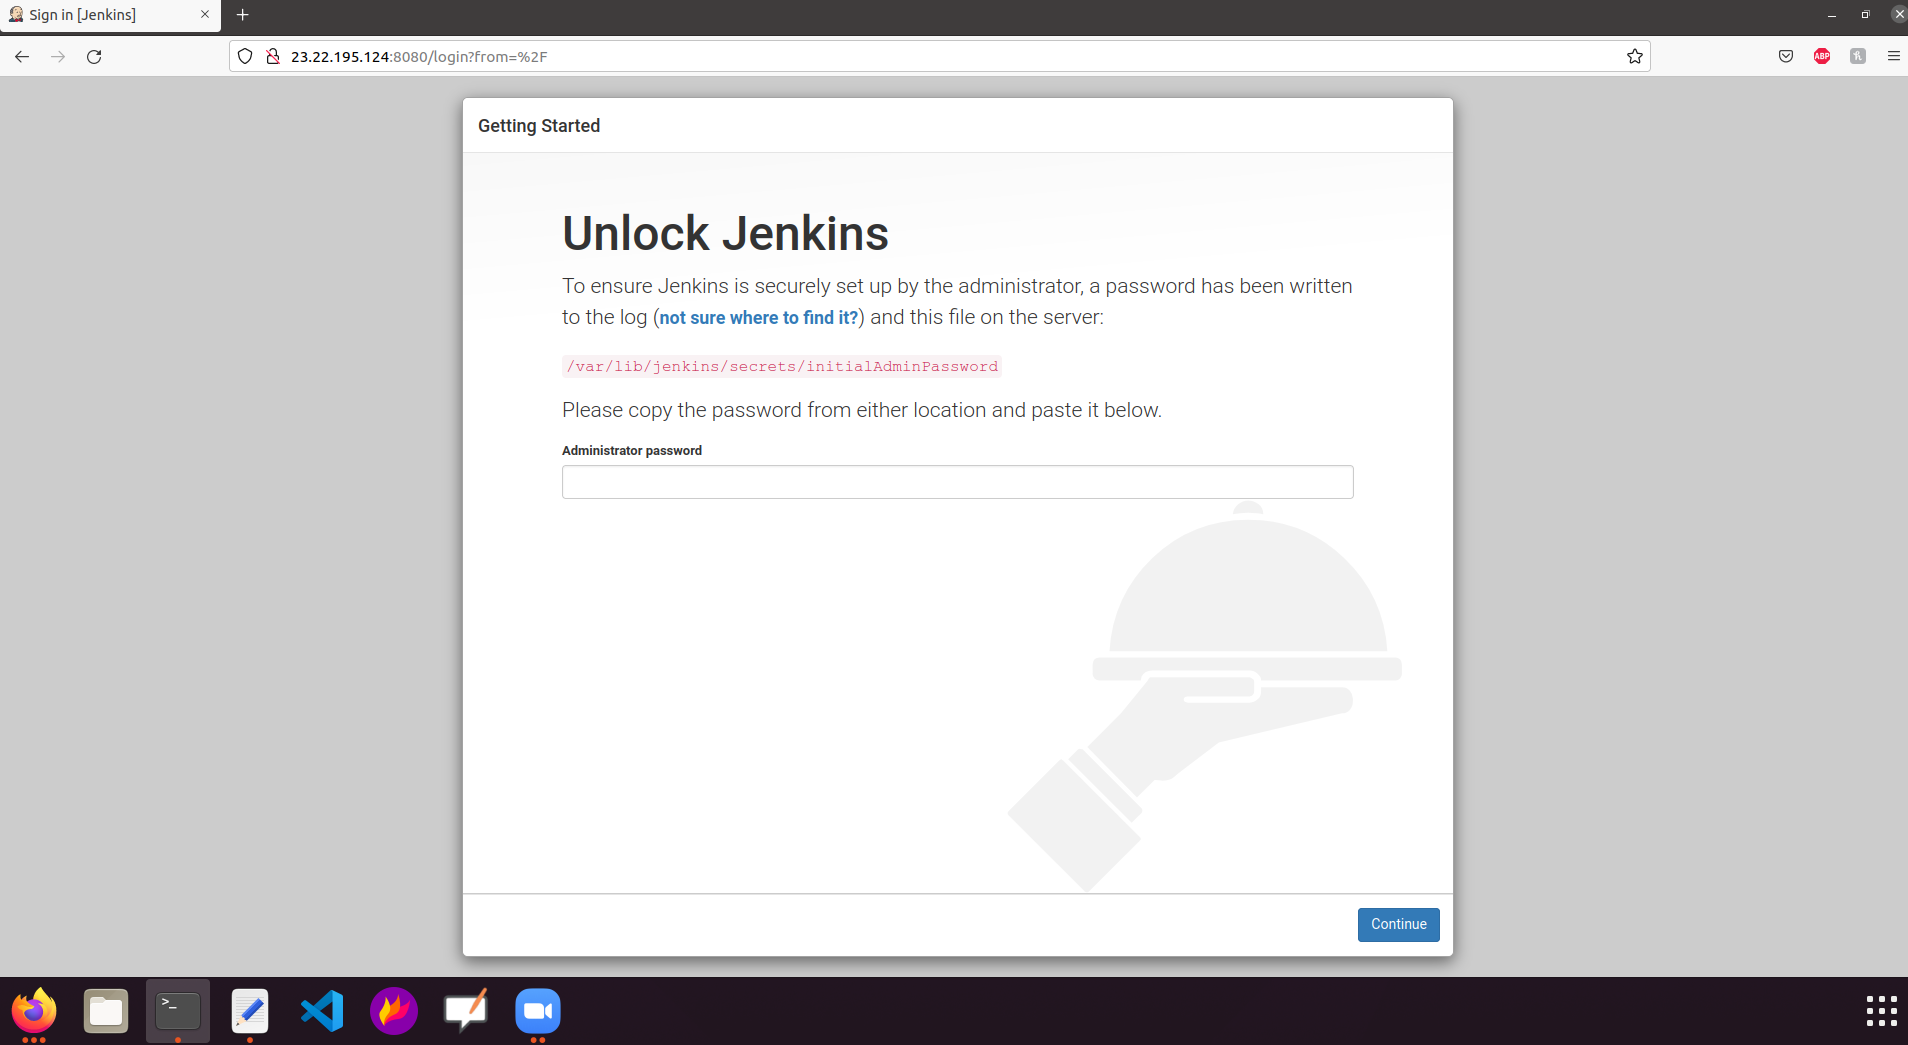 Sign in [Jenkins]
23.22.195.124:8080/login?from=%2F
ABP
Getting Started
Unlock Jenkins
To ensure Jenkins is securely set up by the administrator, a password has been written
to the log (not sure where to find it?) and this file on the server:
/var/lib/jenkins/secrets/initialAdminPassword
Please copy the password from either location and paste it below.
Administrator password
Continue
>_